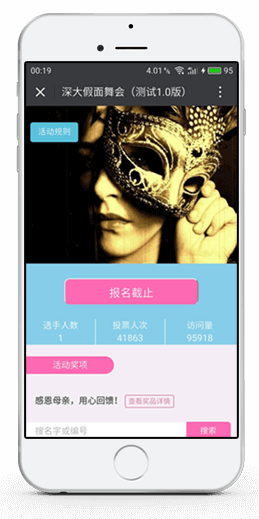 00:19 4.01% 95
深大假面舞会（测试1.0版）
活动规则
报名截止
选手人数 投票人次 访问量
1 41863 95918
活动奖项
感恩母亲，用心回馈！ 查看奖品详情
搜名字或编号 搜索